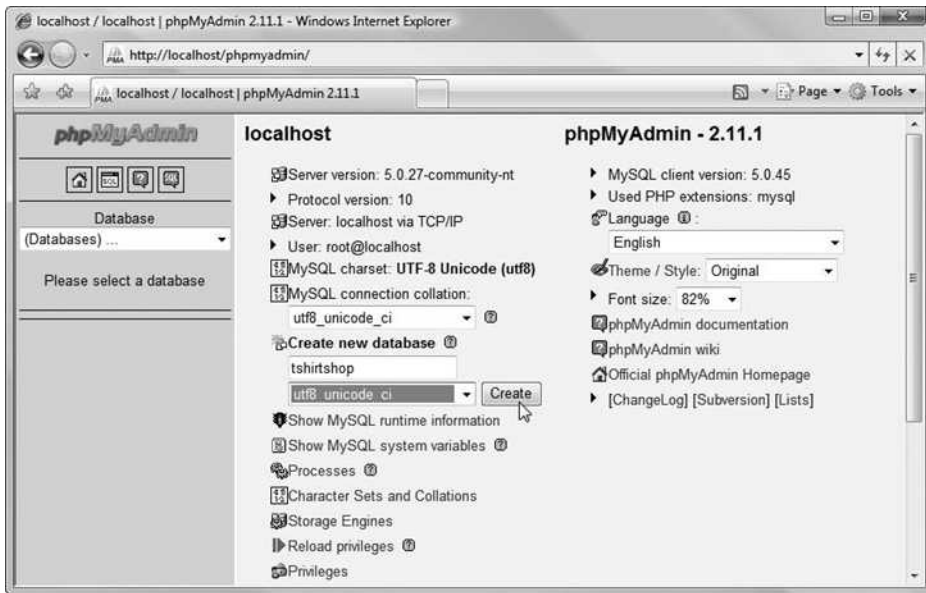 localhost / localhost | phpMyAdmin 2.11.1 - Windows Internet Explorer
PMA http://localhost/phpmyadmin/
PMA localhost / localhost | phpMyAdmin 2.11.1
Page
Tools
phpMyAdmin
SQL
Database
(Databases) ...
Please select a database
localhost
Server version: 5.0.27-community-nt
Protocol version: 10
Server: localhost via TCP/IP
User: root@localhost
MySQL charset: UTF-8 Unicode (utf8)
MySQL connection collation:
utf8_unicode_ci
Create new database
tshirtshop
utf8_unicode_ci
Create
Show MySQL runtime information
Show MySQL system variables
Processes
Character Sets and Collations
Storage Engines
Reload privileges
Privileges
phpMyAdmin - 2.11.1
MySQL client version: 5.0.45
Used PHP extensions: mysql
Language :
English
Theme / Style: Original
Font size: 82%
phpMyAdmin documentation
phpMyAdmin wiki
Official phpMyAdmin Homepage
[ChangeLog] [Subversion] [Lists]